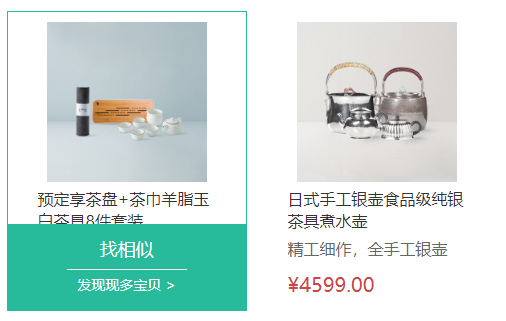 预定享茶盘+茶巾羊脂玉
白茶具8件套装
找相似
发现现多宝贝 >
日式手工银壶食品级纯银
茶具煮水壶
精工细作，全手工银壶
¥4599.00